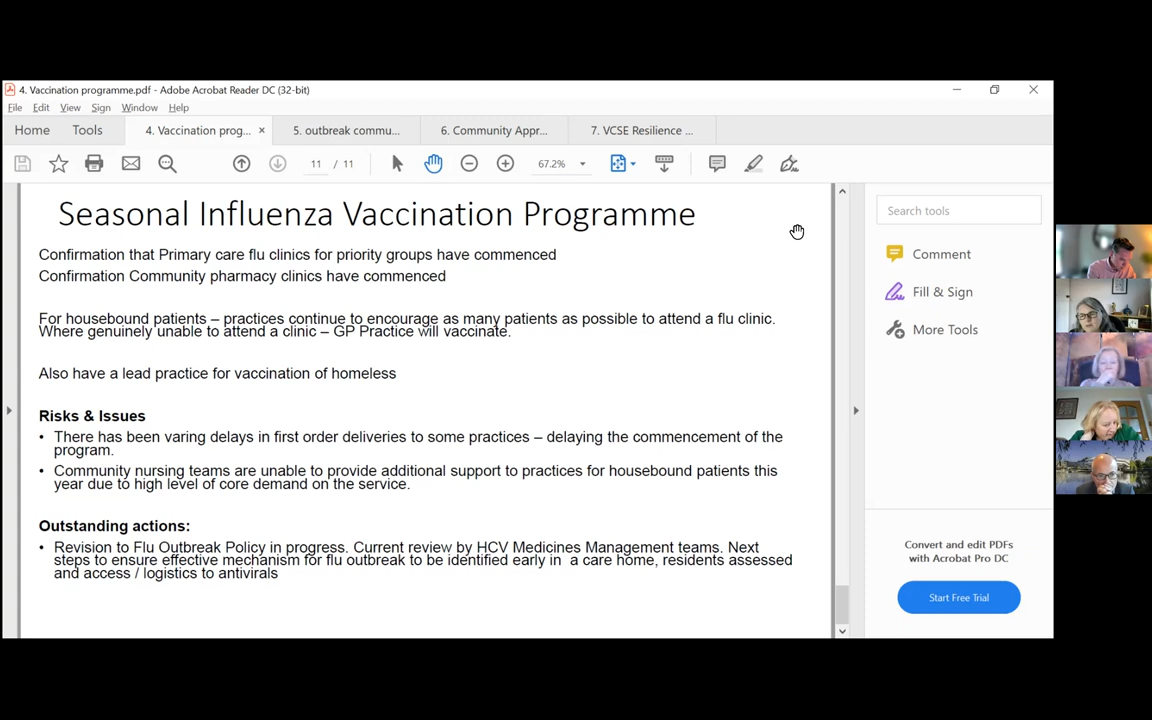 4. Vaccination programme.pdf - Adobe Acrobat Reader DC (32-bit)
File Edit View Sign Window Help
Home Tools 4. Vaccination prog... × 5. outbreak commu... 6. Community Appr... 7. VCSE Resilience ...
11 / 11 67.2%
Seasonal Influenza Vaccination Programme
Confirmation that Primary care flu clinics for priority groups have commenced
Confirmation Community pharmacy clinics have commenced
For housebound patients – practices continue to encourage as many patients as possible to attend a flu clinic.
Where genuinely unable to attend a clinic – GP Practice will vaccinate.
Also have a lead practice for vaccination of homeless
Risks & Issues
• There has been varing delays in first order deliveries to some practices – delaying the commencement of the
program.
• Community nursing teams are unable to provide additional support to practices for housebound patients this
year due to high level of core demand on the service.
Outstanding actions:
• Revision to Flu Outbreak Policy in progress. Current review by HCV Medicines Management teams. Next
steps to ensure effective mechanism for flu outbreak to be identified early in a care home, residents assessed
and access / logistics to antivirals
Search tools
Comment
Fill & Sign
More Tools
Convert and edit PDFs
with Acrobat Pro DC
Start Free Trial